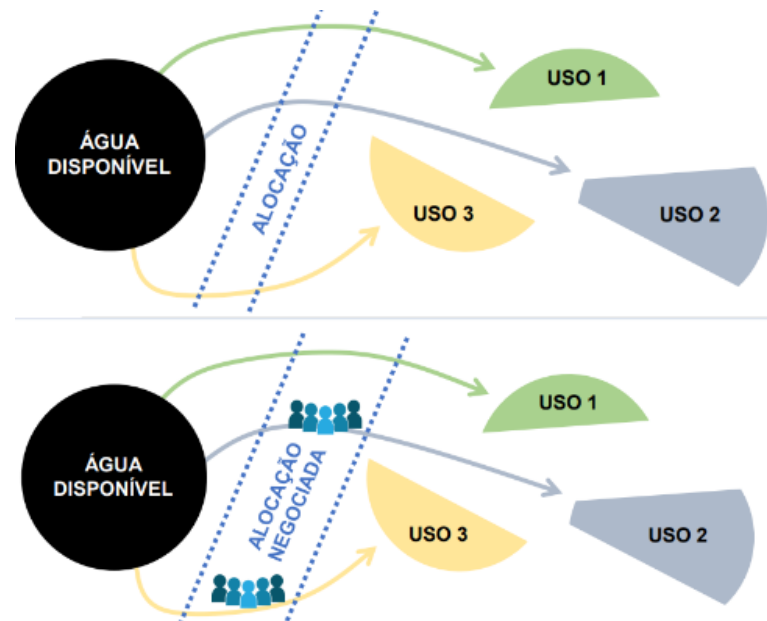 USO 1
ÁGUA
DISPONÍVEL
ALOCAÇÃO
USO 3
USO 2
USO 1
ÁGUA
DISPONÍVEL
ALOCAÇÃO
NEGOCIADA
USO 3
USO 2